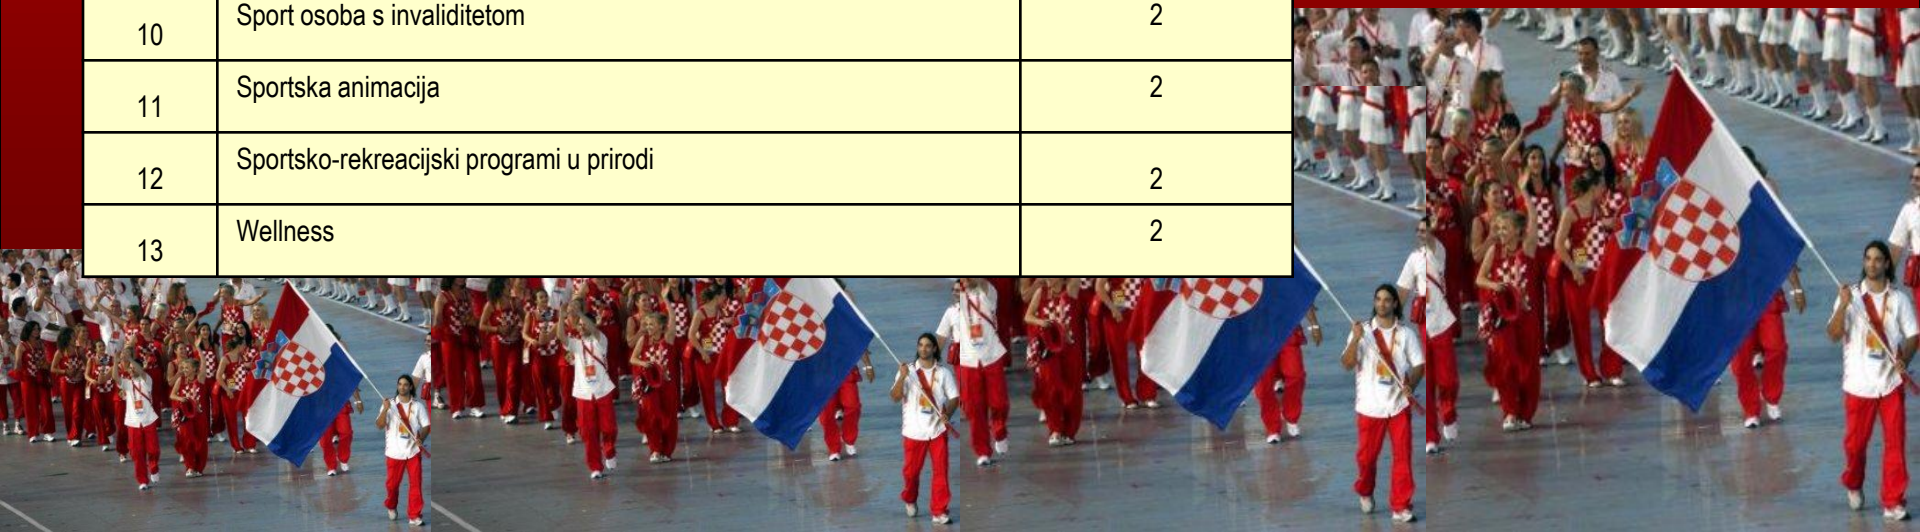 10 Sport osoba s invaliditetom 2
11 Sportska animacija 2
12 Sportsko-rekreacijski programi u prirodi 2
13 Wellness 2